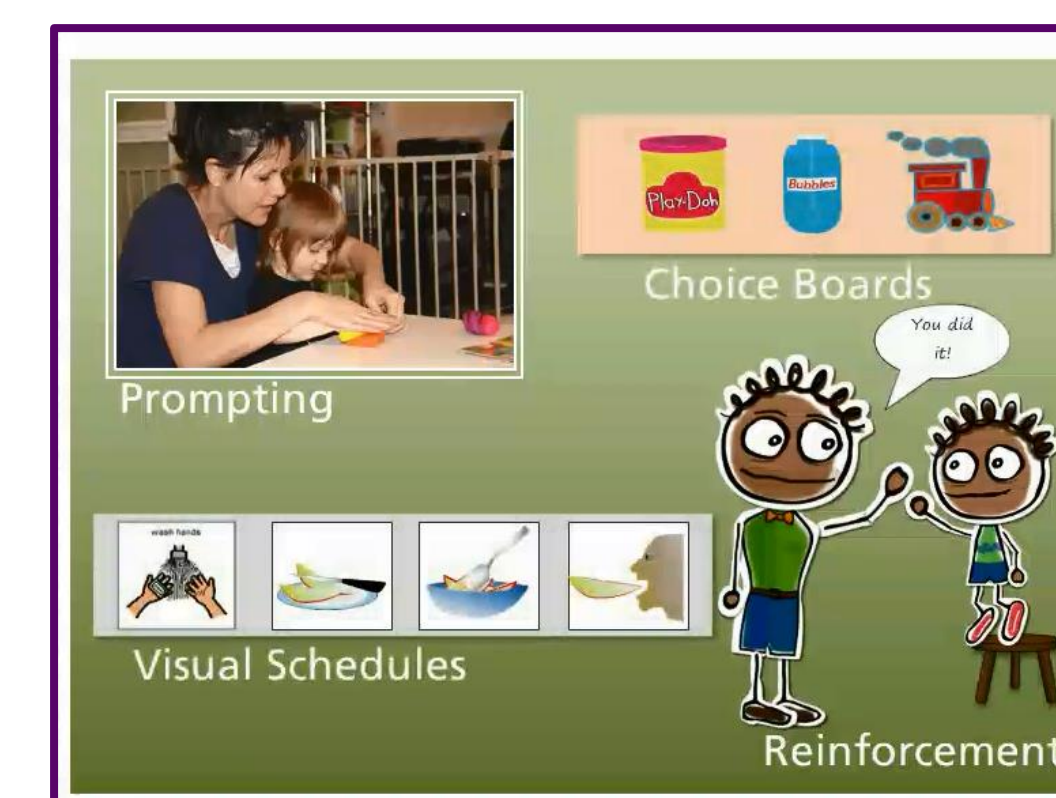 Play-Doh
Bubbles
Choice Boards
Prompting
You did
it!
wash hands
Visual Schedules
Reinforcement